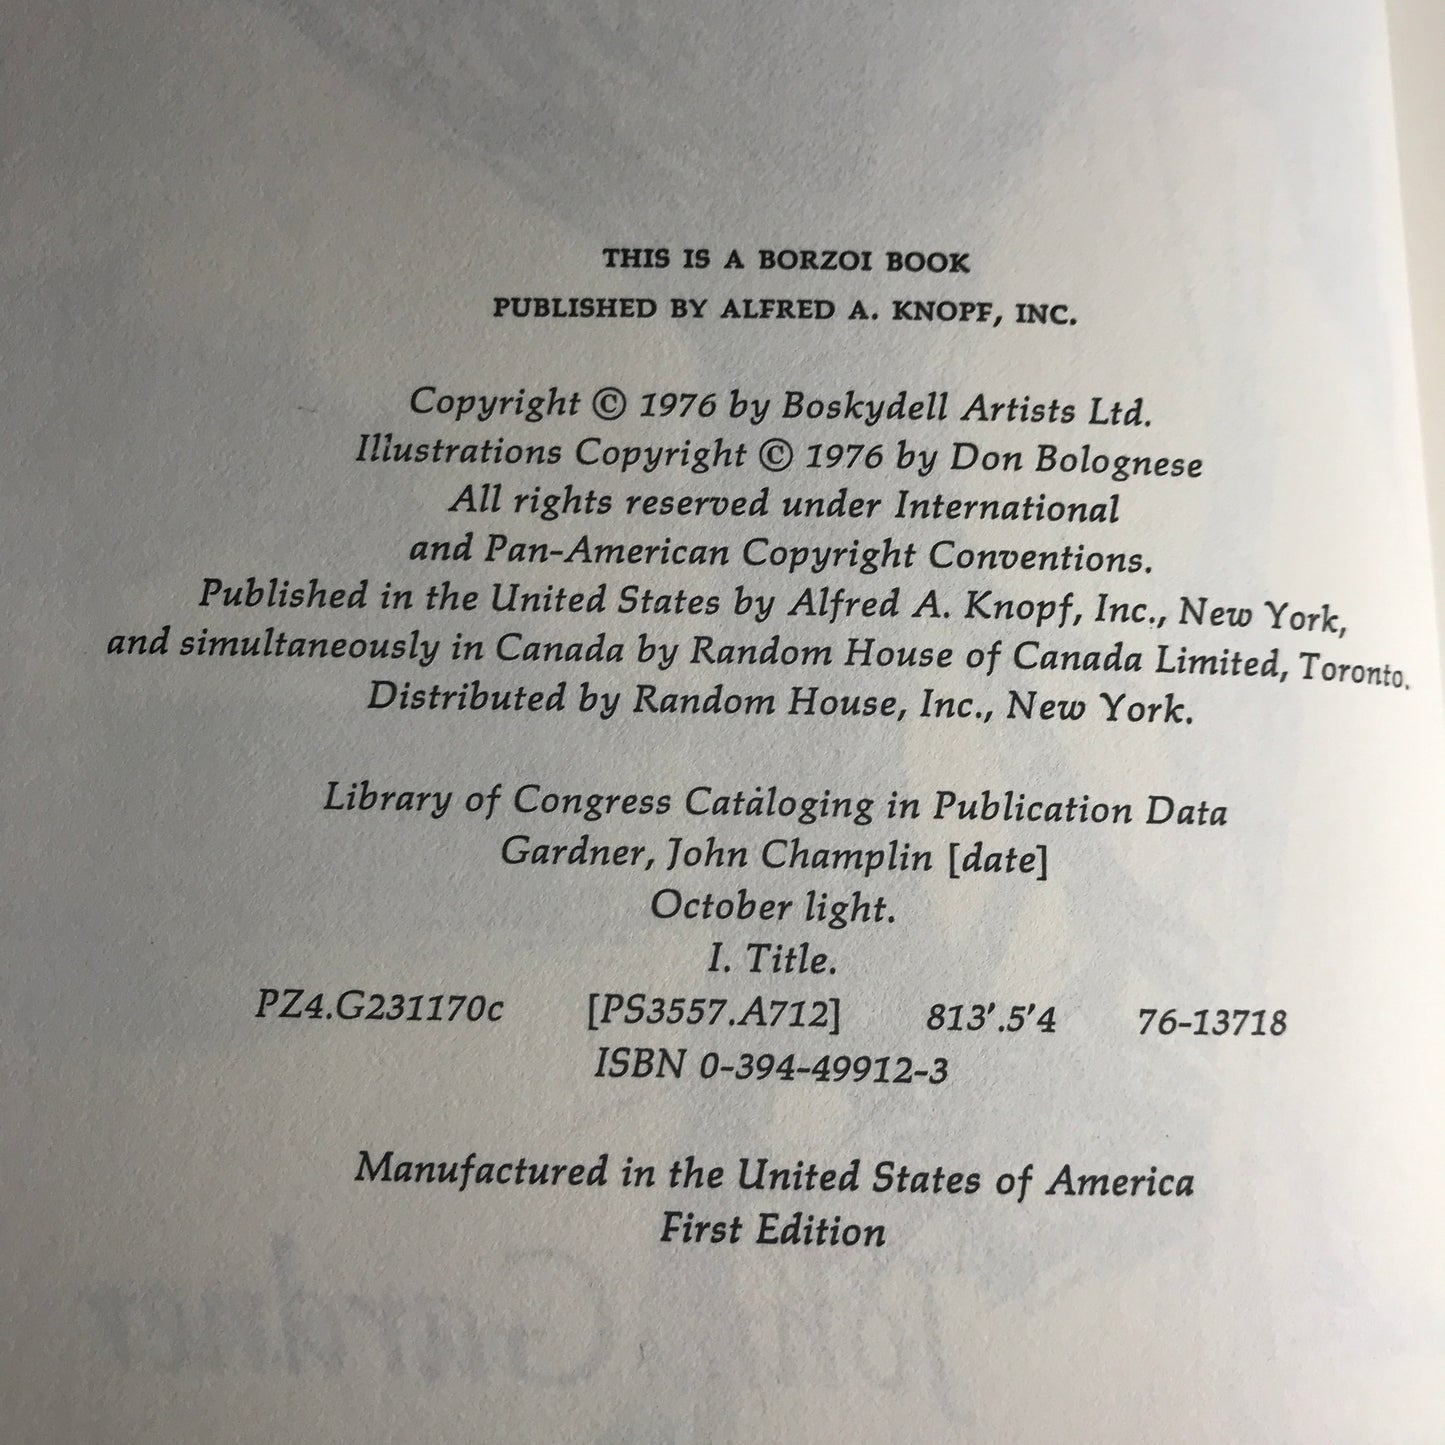 THIS IS A BORZOI BOOK
PUBLISHED BY ALFRED A. KNOPF, INC.
Copyright © 1976 by Boskydell Artists Ltd.
Illustrations Copyright © 1976 by Don Bolognese
All rights reserved under International
and Pan-American Copyright Conventions.
Published in the United States by Alfred A. Knopf, Inc., New York,
and simultaneously in Canada by Random House of Canada Limited, Toronto.
Distributed by Random House, Inc., New York.
Library of Congress Cataloging in Publication Data
Gardner, John Champlin [date]
October light.
I. Title.
PZ4.G231170c [PS3557.A712] 813'.5'4 76-13718
ISBN 0-394-49912-3
Manufactured in the United States of America
First Edition
John Gardner